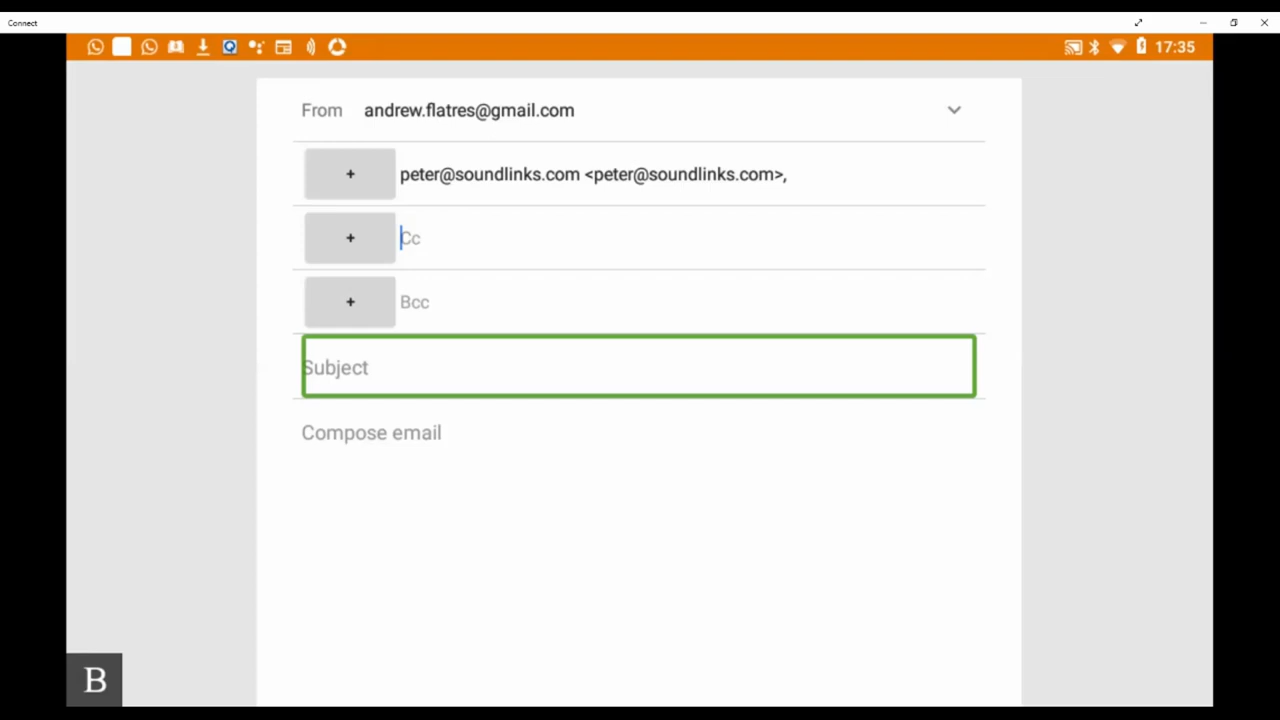 Connect
17:35
From andrew.flatres@gmail.com
+ peter@soundlinks.com <peter@soundlinks.com>,
+ Cc
+ Bcc
Subject
Compose email
B